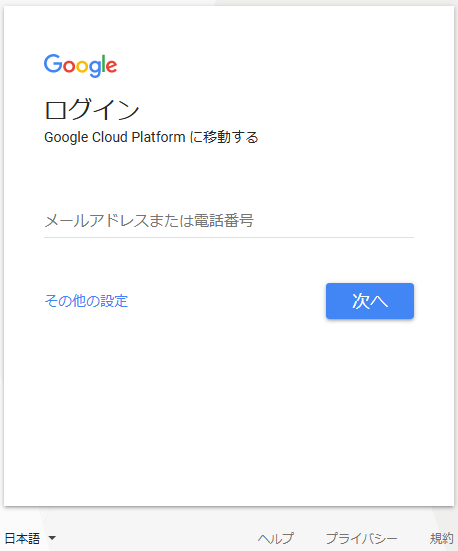 Google
ログイン
Google Cloud Platform に移動する
メールアドレスまたは電話番号
その他の設定
次へ
日本語
ヘルプ
プライバシー
規約